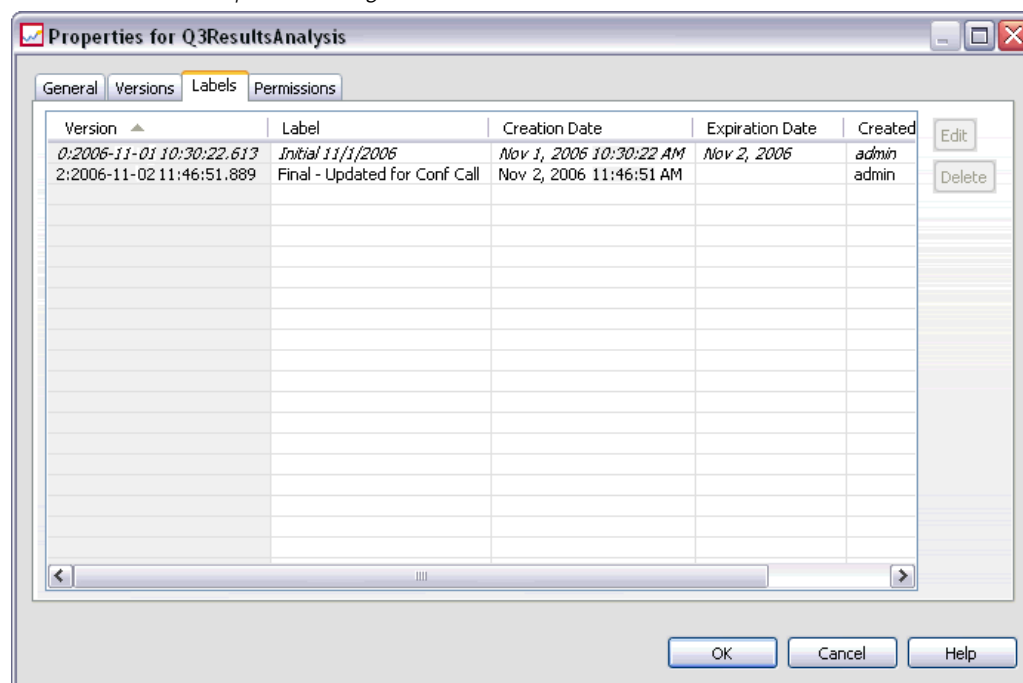 Properties for Q3ResultsAnalysis
General Versions Labels Permissions
Version Label Creation Date Expiration Date Created
0:2006-11-01 10:30:22.613 Initial 11/1/2006 Nov 1, 2006 10:30:22 AM Nov 2, 2006 admin
2:2006-11-02 11:46:51.889 Final - Updated for Conf Call Nov 2, 2006 11:46:51 AM admin
Edit
Delete
OK Cancel Help